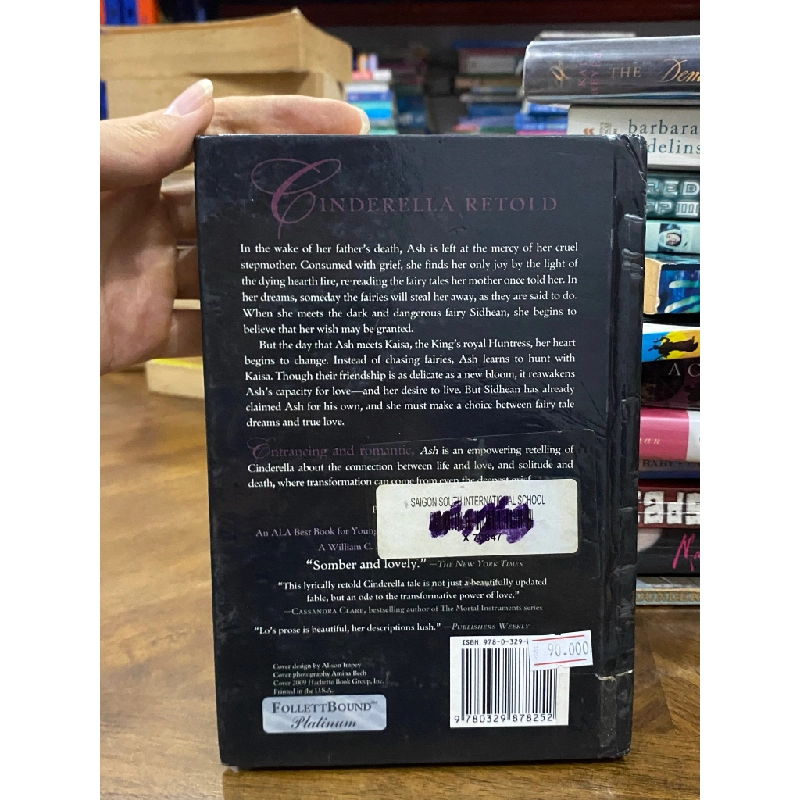 THE Dem
barbara
delins
CINDERELLA RETOLD
In the wake of her father's death, Ash is left at the mercy of her cruel
stepmother. Consumed with grief, she finds her only joy by the light of
the dying hearth fire, re-reading the fairy tales her mother once told her. In
her dreams, someday the fairies will steal her away, as they are said to do.
When she meets the dark and dangerous fairy Sidhean, she begins to
believe that her wish may be granted.
But the day that Ash meets Kaisa, the King's royal Huntress, her heart
begins to change. Instead of chasing fairies, Ash learns to hunt with
Kaisa. Though their friendship is as delicate as a new bloom, it reawakens
Ash's capacity for love—and her desire to live. But Sidhean has already
claimed Ash for his own, and she must make a choice between fairy tale
dreams and true love.
Entrancing and romantic, Ash is an empowering retelling of
Cinderella about the connection between life and love, and solitude and
death, where transformation can come from even the deepest grief.
SAIGON SOUTH INTERNATIONAL SCHOOL
An ALA Best Book for Young
A William C.
"Somber and lovely." —THE NEW YORK TIMES
"This lyrically retold Cinderella tale is not just a beautifully updated
fable, but an ode to the transformative power of love."
—CASSANDRA CLARE, bestselling author of The Mortal Instruments series
"Lo's prose is beautiful, her descriptions lush." —PUBLISHERS WEEKLY
ISBN 978-0-329-
90.000
9 780329 878252
Cover design by Alison Impey
Cover 2009 Hachette Book Group, Inc.
Printed in the U.S.A.
FOLLETTBOUND™
Platinum